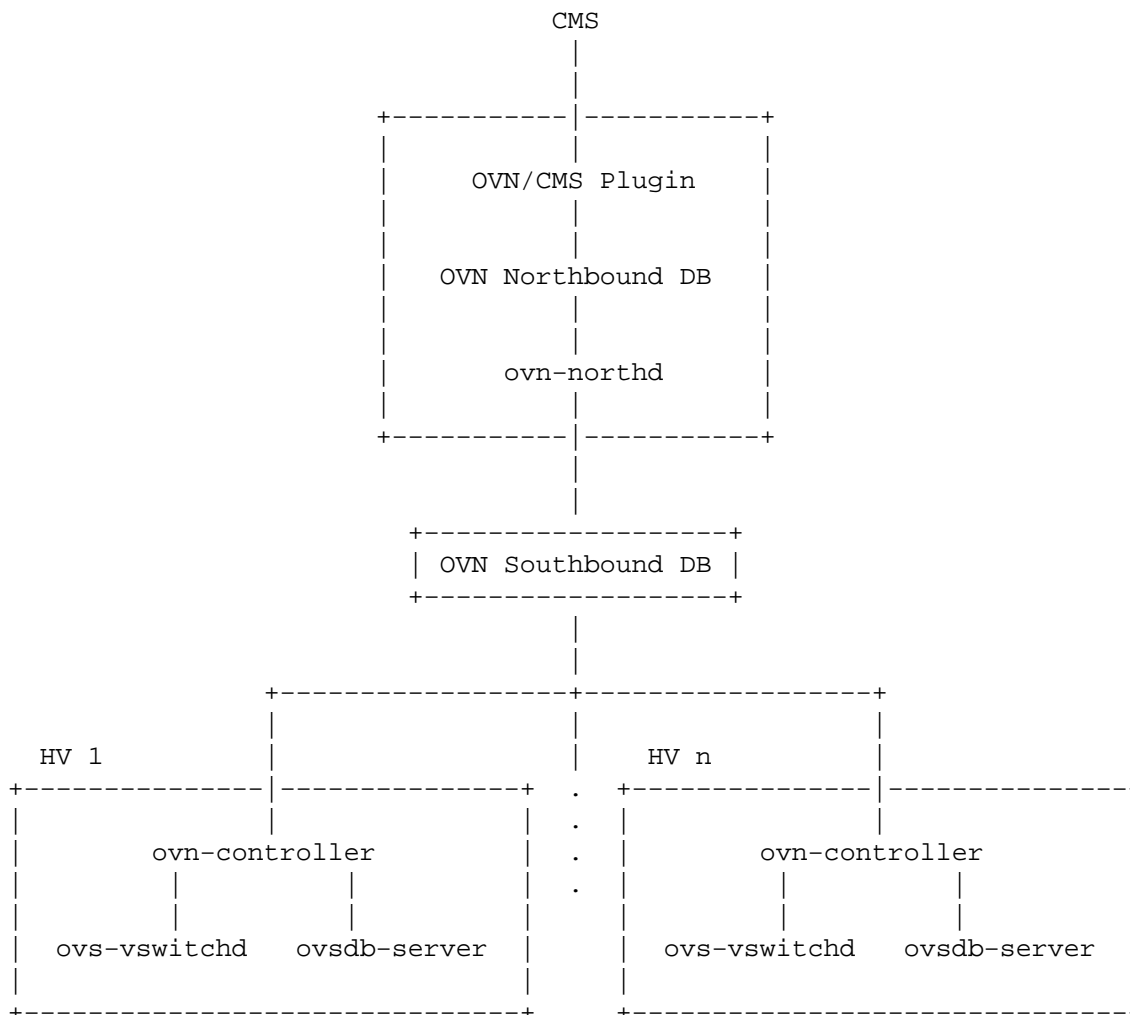 CMS
OVN/CMS Plugin
OVN Northbound DB
ovn-northd
OVN Southbound DB
HV 1 HV n
ovn-controller ovn-controller
ovs-vswitchd ovsdb-server ovs-vswitchd ovsdb-server